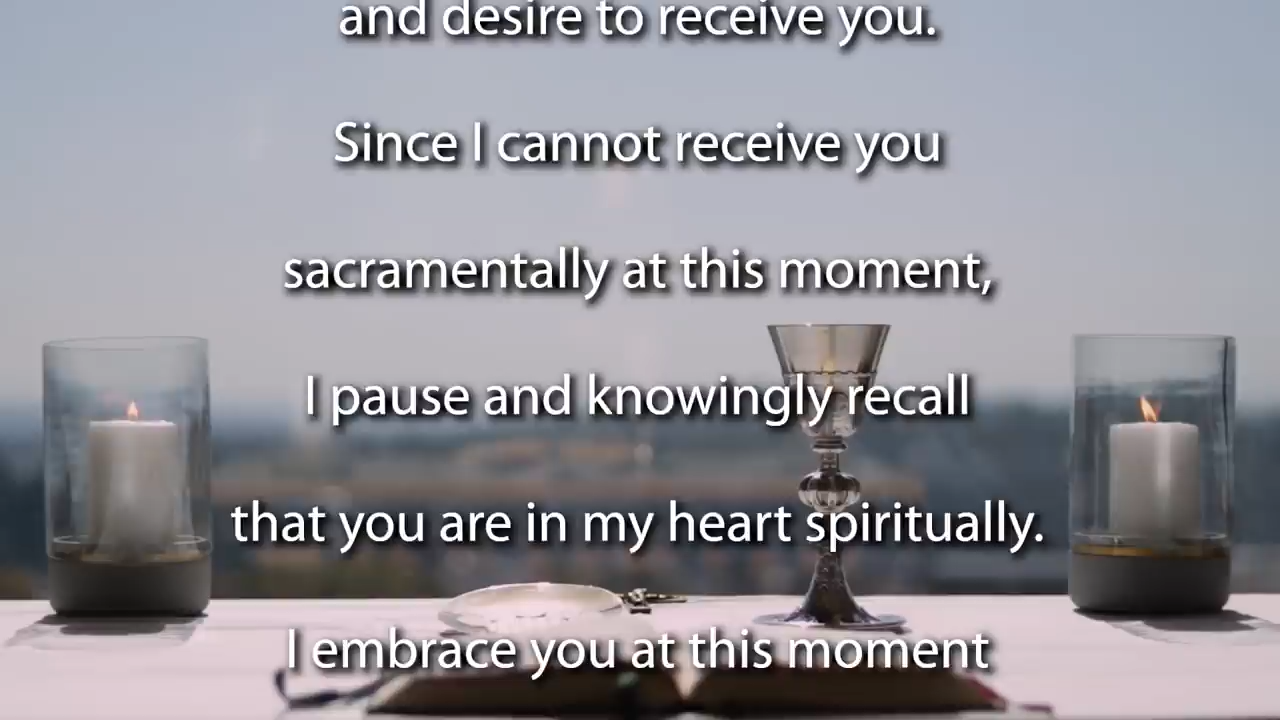 and desire to receive you.
Since I cannot receive you
sacramentally at this moment,
I pause and knowingly recall
that you are in my heart spiritually.
I embrace you at this moment